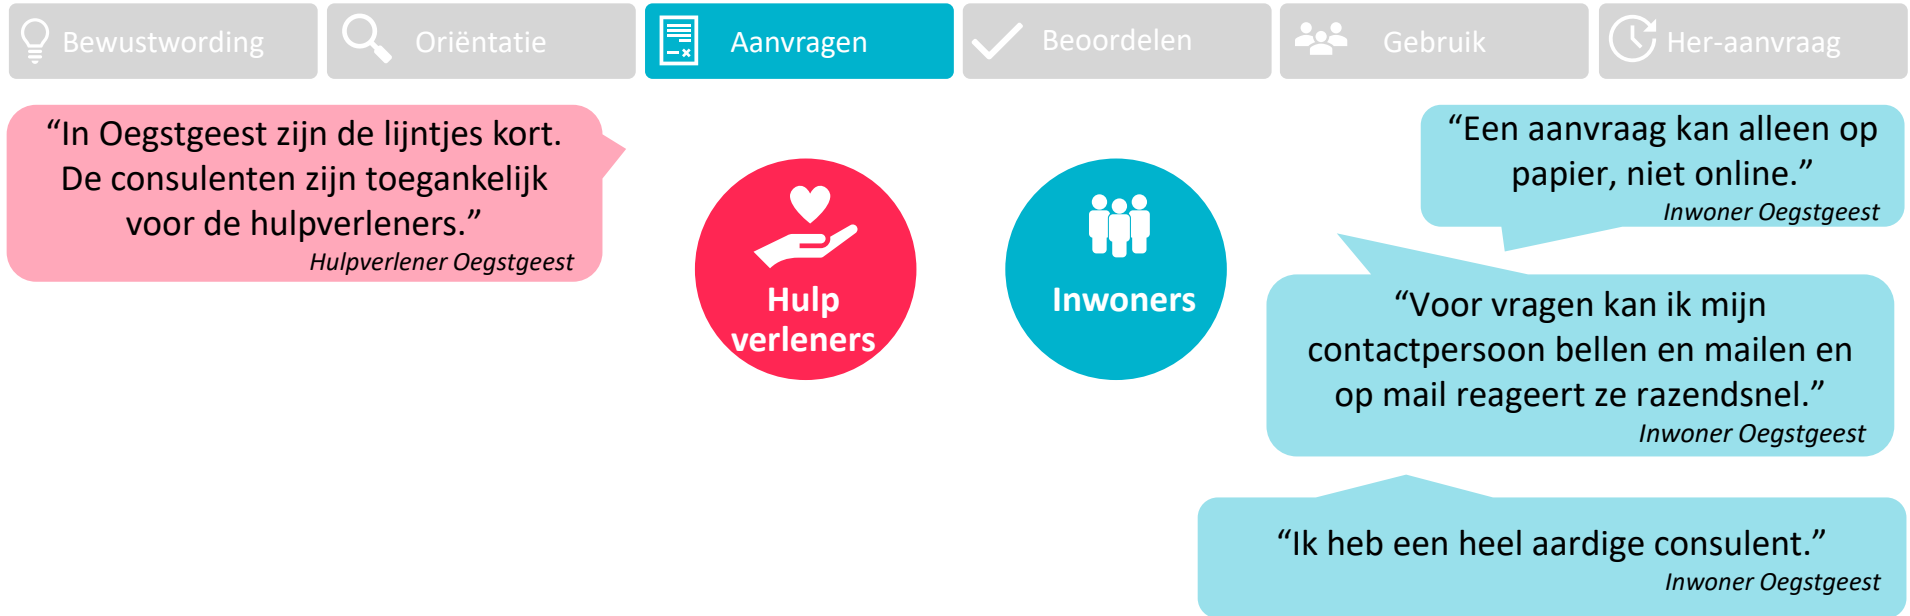 Bewustwording
Oriëntatie
Aanvragen
Beoordelen
Gebruik
Her-aanvraag
“In Oegstgeest zijn de lijntjes kort.
De consulenten zijn toegankelijk
voor de hulpverleners.”
Hulpverlener Oegstgeest
Hulp
verleners
Inwoners
“Een aanvraag kan alleen op
papier, niet online.”
Inwoner Oegstgeest
“Voor vragen kan ik mijn
contactpersoon bellen en mailen en
op mail reageert ze razendsnel.”
Inwoner Oegstgeest
“Ik heb een heel aardige consulent.”
Inwoner Oegstgeest